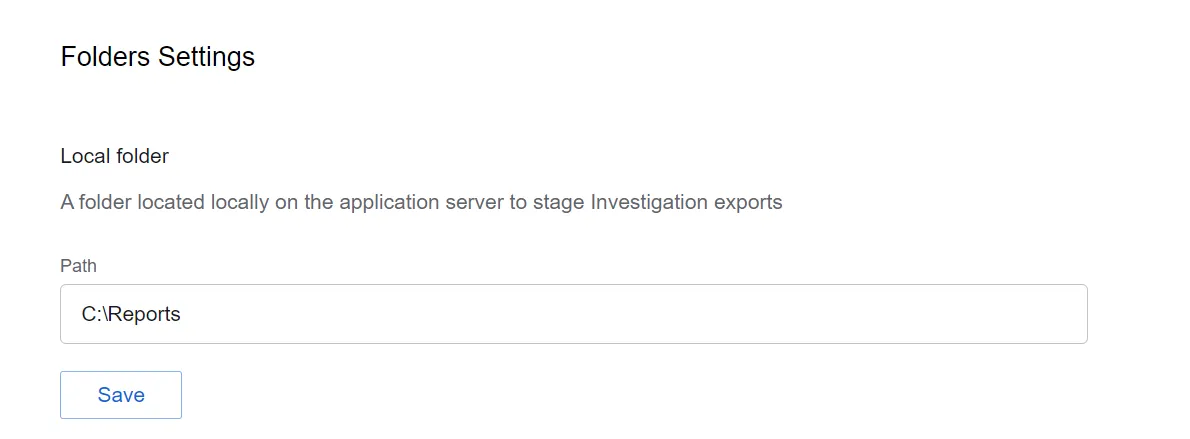 Folders Settings
Local folder
A folder located locally on the application server to stage Investigation exports
Path
C:\Reports
Save